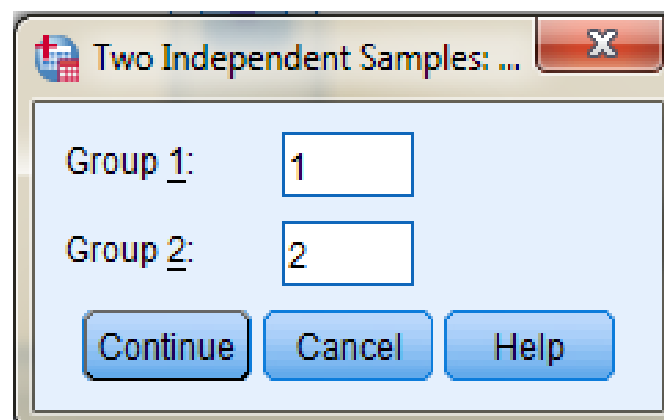 Two Independent Samples: ...
Group 1:
1
Group 2:
2
Continue Cancel Help